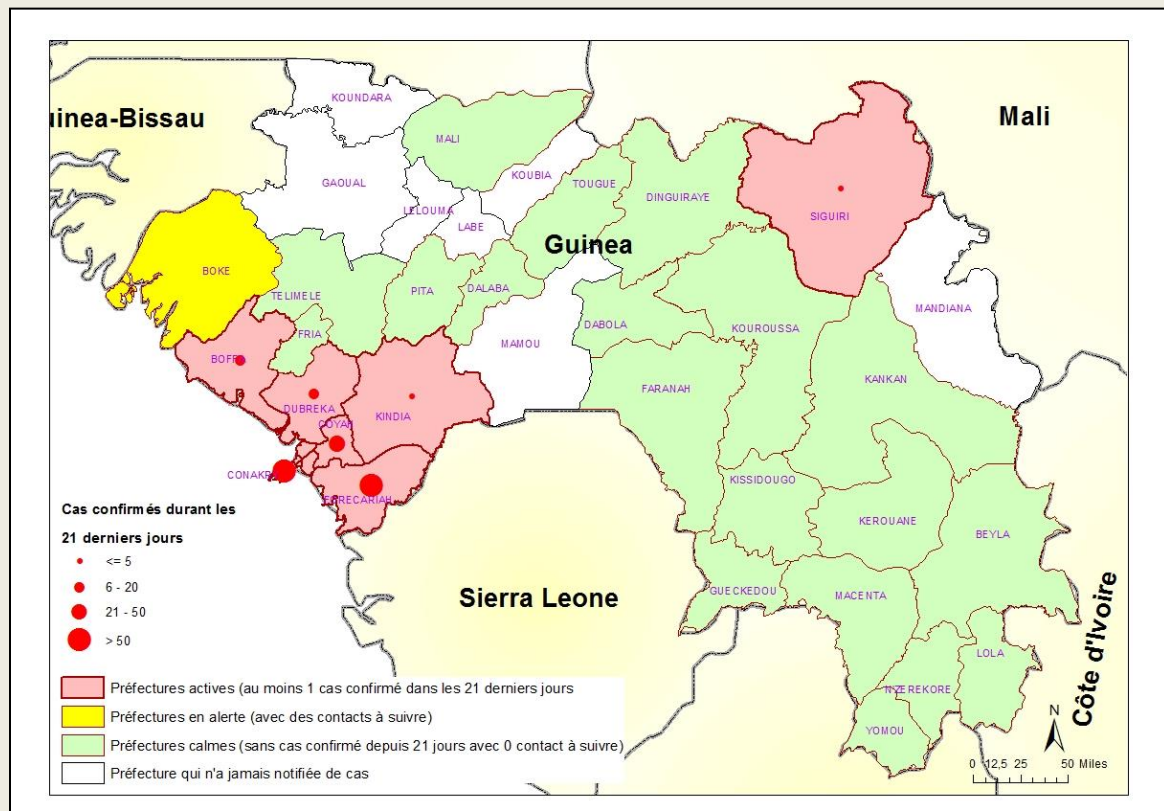 KOUNDARA
uinea-Bissau
Mali
MALI
KOUBIA
GAOUAL
TOUGUE
DINGUIRAYE
LELOUMA
SIGUIRI
LABE
Guinea
BOKE
TELIMELE
PITA
DALABA
MANDIANA
DABOLA
KOUROUSSA
FRIA
MAMOU
BOFFA
KANKAN
FARANAH
DUBREKA
KINDIA
COYAH
CONAKR
KISSIDOUGO
Cas confirmés durant les
21 derniers jours
<= 5
6 - 20
21 - 50
> 50
KEROUANE
BEYLA
GUECKEDOU
MACENTA
Sierra Leone
Côte d'Ivoire
LOLA
N'ZEREKORE
YOMOU
N
0 12,5 25 50 Miles
Préfectures actives (au moins 1 cas confirmé dans les 21 derniers jours
Préfectures en alerte (avec des contacts à suivre)
Préfectures calmes (sans cas confirmé depuis 21 jours avec 0 contact à suivre)
Préfecture qui n'a jamais notifiée de cas